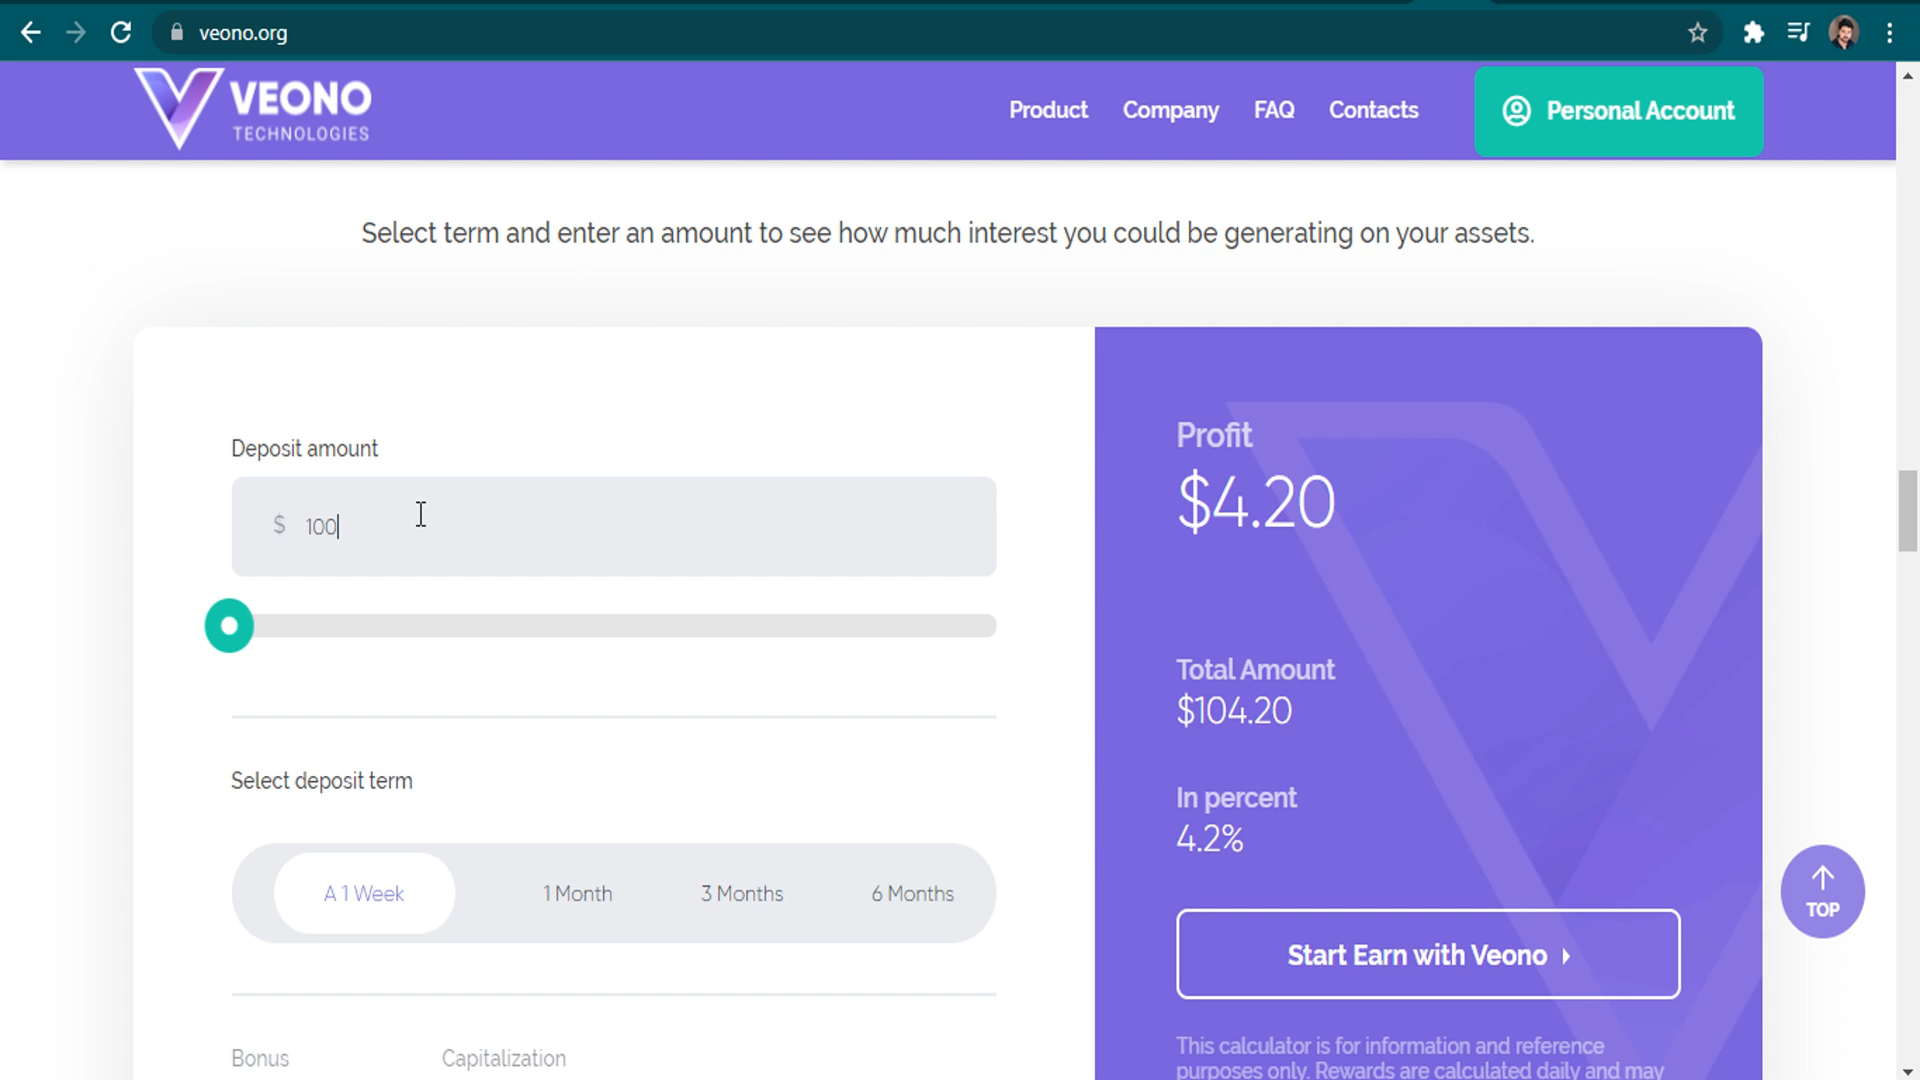 veono.org
VEONO
TECHNOLOGIES
Product
Company
FAQ
Contacts
Personal Account
Select term and enter an amount to see how much interest you could be generating on your assets.
Deposit amount
$ 100
Select deposit term
A 1 Week
1 Month
3 Months
6 Months
Bonus
Capitalization
Profit
$4.20
Total Amount
$104.20
In percent
4.2%
Start Earn with Veono
This calculator is for information and reference
purposes only. Rewards are calculated daily and may
TOP